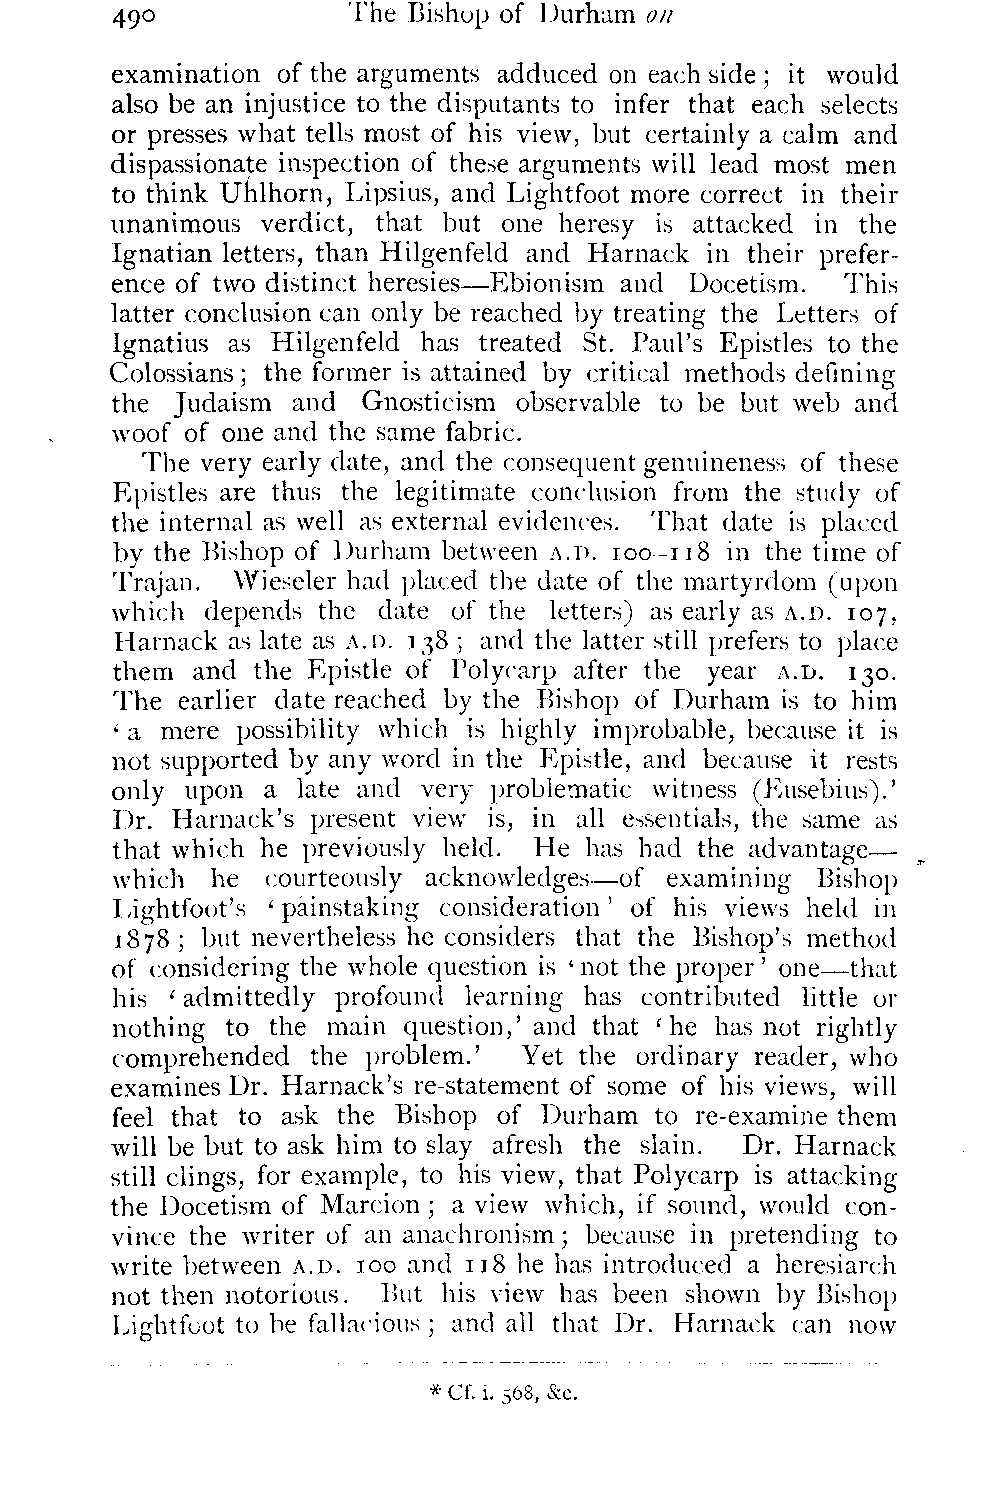 490 The Bishop of Durham on
examination of the arguments adduced on each side; it would
also be an injustice to the disputants to infer that each selects
or presses what tells most of his view, but certainly a calm and
dispassionate inspection of these arguments will lead most men
to think Uhlhorn, Lipsius, and Lightfoot more correct in their
unanimous verdict, that but one heresy is attacked in the
Ignatian letters, than Hilgenfeld and Harnack in their prefer-
ence of two distinct heresies—Ebionism and Docetism. This
latter conclusion can only be reached by treating the Letters of
Ignatius as Hilgenfeld has treated St. Paul's Epistles to the
Colossians; the former is attained by critical methods defining
the Judaism and Gnosticism observable to be but web and
woof of one and the same fabric.
The very early date, and the consequent genuineness of these
Epistles are thus the legitimate conclusion from the study of
the internal as well as external evidences. That date is placed
by the Bishop of Durham between A.D. 100–118 in the time of
Trajan. Wieseler had placed the date of the martyrdom (upon
which depends the date of the letters) as early as A.D. 107,
Harnack as late as A.D. 138; and the latter still prefers to place
them and the Epistle of Polycarp after the year A.D. 130.
The earlier date reached by the Bishop of Durham is to him
'a mere possibility which is highly improbable, because it is
not supported by any word in the Epistle, and because it rests
only upon a late and very problematic witness (Eusebius).'
Dr. Harnack's present view is, in all essentials, the same as
that which he previously held. He has had the advantage—
which he courteously acknowledges—of examining Bishop
Lightfoot's 'painstaking consideration' of his views held in
1878; but nevertheless he considers that the Bishop's method
of considering the whole question is 'not the proper' one—that
his 'admittedly profound learning has contributed little or
nothing to the main question,' and that 'he has not rightly
comprehended the problem.' Yet the ordinary reader, who
examines Dr. Harnack's re-statement of some of his views, will
feel that to ask the Bishop of Durham to re-examine them
will be but to ask him to slay afresh the slain. Dr. Harnack
still clings, for example, to his view, that Polycarp is attacking
the Docetism of Marcion; a view which, if sound, would con-
vince the writer of an anachronism; because in pretending to
write between A.D. 100 and 118 he has introduced a heresiarch
not then notorious. But his view has been shown by Bishop
Lightfoot to be fallacious; and all that Dr. Harnack can now
* Cf. i. 568, &c.